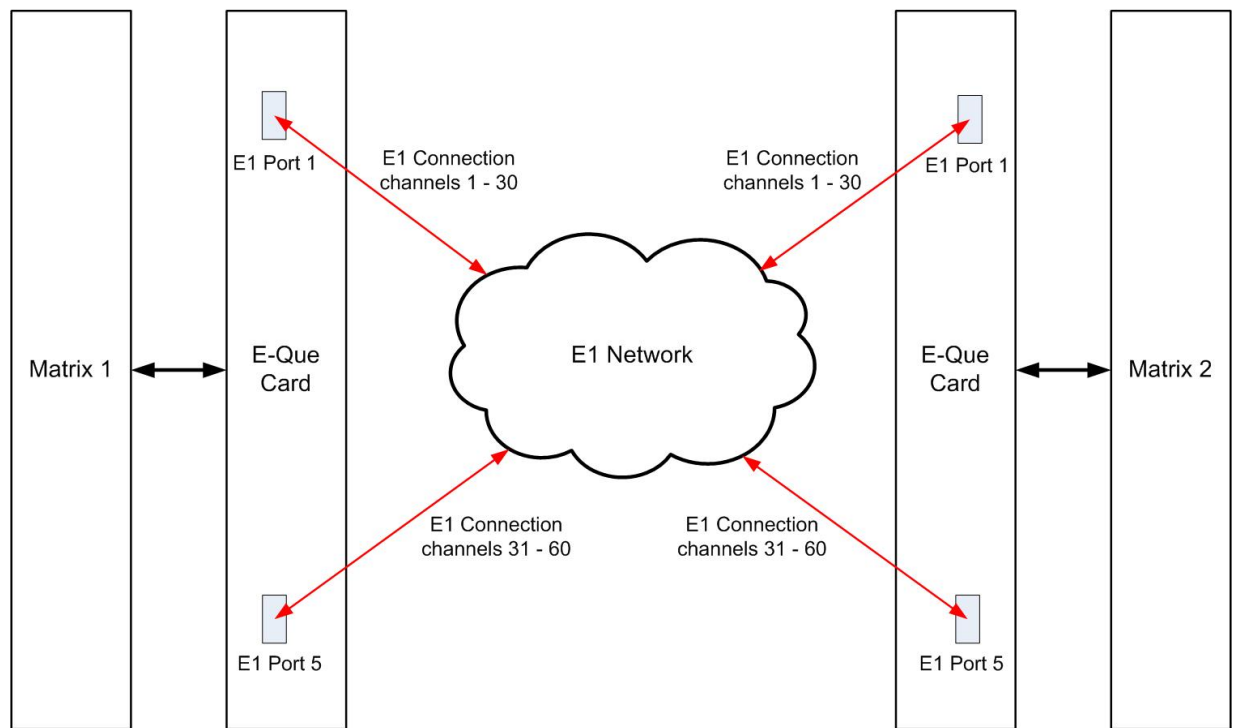 E1 Port 1
E1 Connection
channels 1 - 30
E1 Connection
channels 1 - 30
E1 Port 1
Matrix 1
E-Que
Card
E1 Network
E-Que
Card
Matrix 2
E1 Connection
channels 31 - 60
E1 Connection
channels 31 - 60
E1 Port 5
E1 Port 5